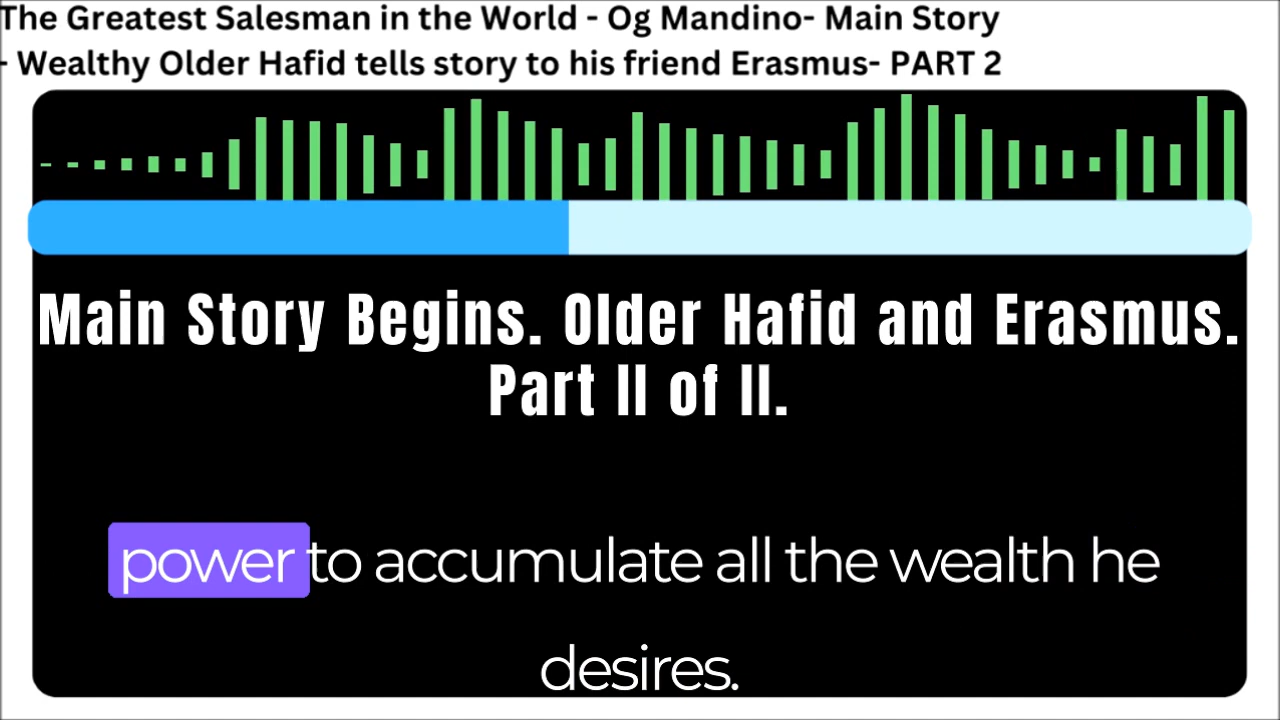 The Greatest Salesman in the World - Og Mandino- Main Story
- Wealthy Older Hafid tells story to his friend Erasmus- PART 2
Main Story Begins. Older Hafid and Erasmus.
Part II of II.
power to accumulate all the wealth he
desires.